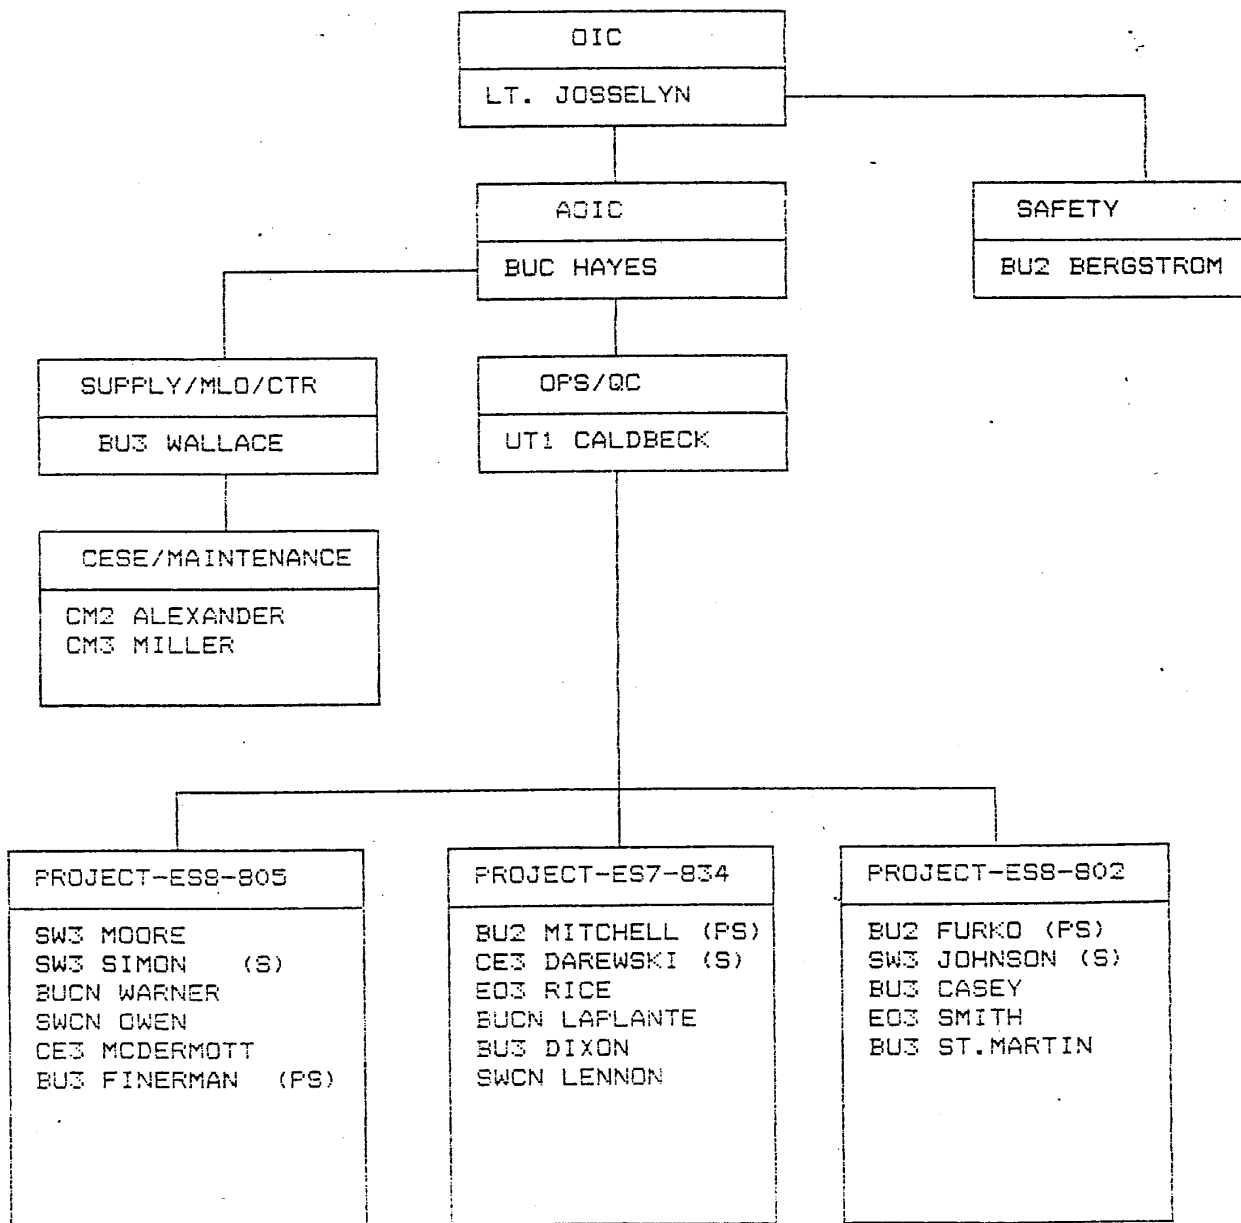 OIC
LT. JOSSELYN
AOIC
BUC HAYES
SAFETY
BU2 BERGSTROM
SUPPLY/MLO/CTR
BU3 WALLACE
OPS/QC
UT1 CALDBECK
CESE/MAINTENANCE
CM2 ALEXANDER
CM3 MILLER
PROJECT-ES8-805
SW3 MOORE
SW3 SIMON (S)
BUCN WARNER
SWCN OWEN
CE3 MCDERMOTT
BU3 FINERMAN (PS)
PROJECT-ES7-834
BU2 MITCHELL (PS)
CE3 DAREWSKI (S)
EO3 RICE
BUCN LAPLANTE
BU3 DIXON
SWCN LENNON
PROJECT-ES8-802
BU2 FURKO (PS)
SW3 JOHNSON (S)
BU3 CASEY
EO3 SMITH
BU3 ST.MARTIN